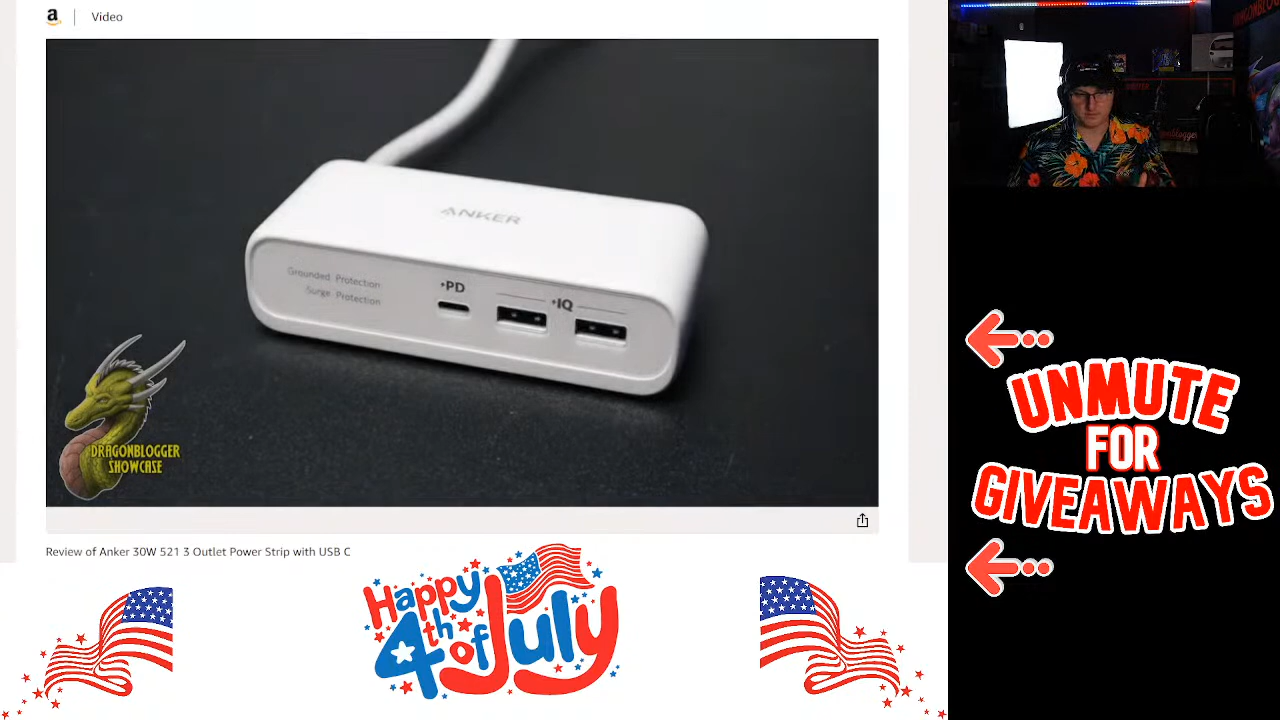 Video
ANKER
Grounded Protection
Surge Protection
PD
IQ
DRAGONBLOGGER
SHOWCASE
Review of Anker 30W 521 3 Outlet Power Strip with USB C
Happy
4th of July
UNMUTE
FOR
GIVEAWAYS